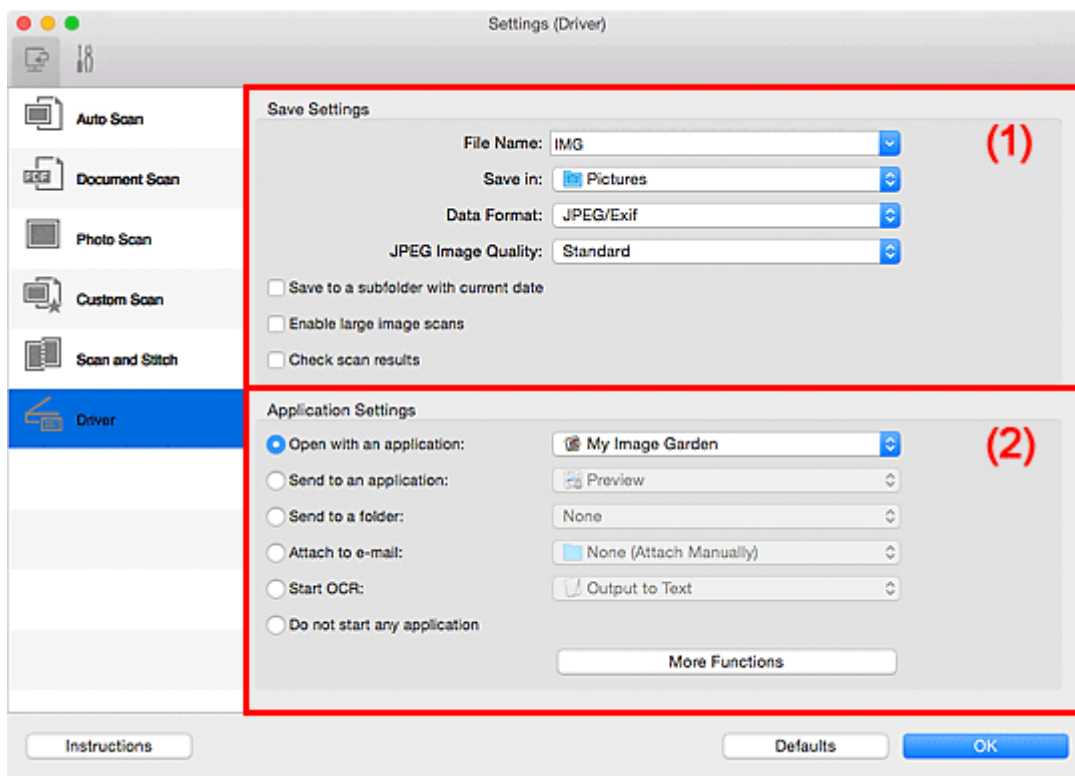 Settings (Driver)
Auto Scan
Document Scan
Photo Scan
Custom Scan
Scan and Stitch
Driver
Save Settings
(1)
File Name: IMG
Save in: Pictures
Data Format: JPEG/Exif
JPEG Image Quality: Standard
Save to a subfolder with current date
Enable large image scans
Check scan results
Application Settings
(2)
Open with an application: My Image Garden
Send to an application: Preview
Send to a folder: None
Attach to e-mail: None (Attach Manually)
Start OCR: Output to Text
Do not start any application
More Functions
Instructions
Defaults
OK